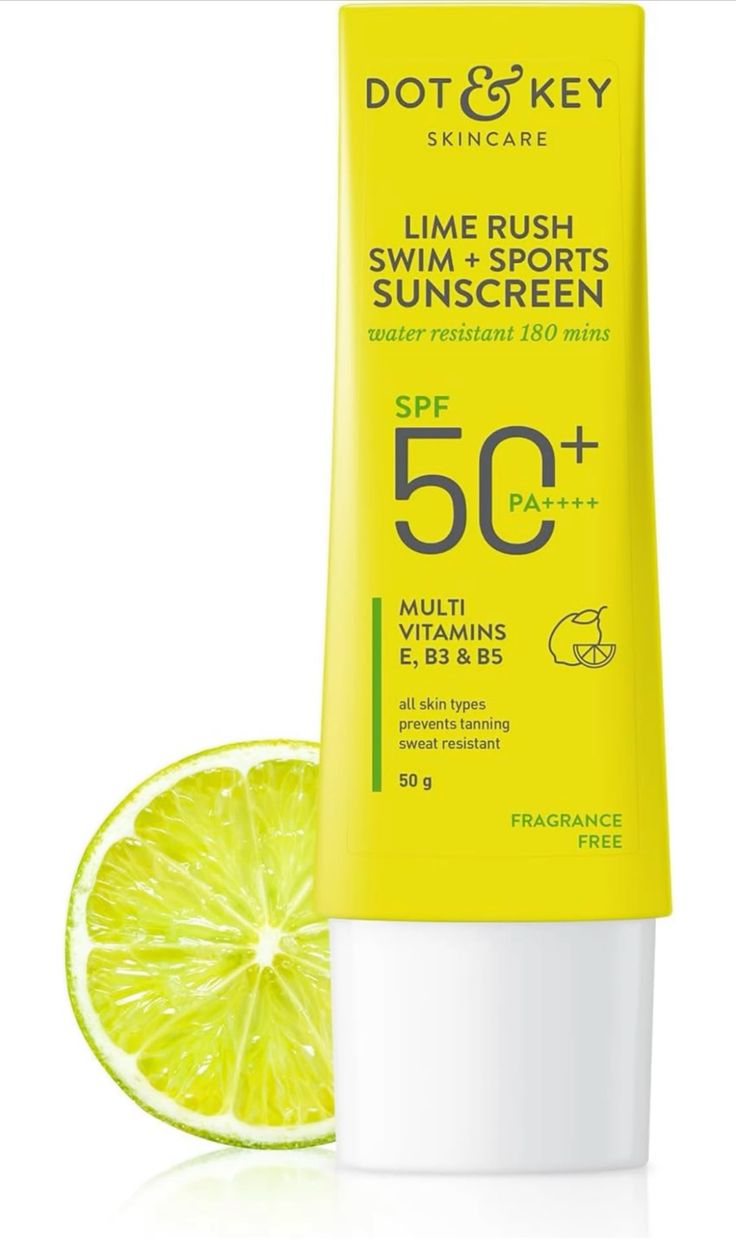 DOT & KEY
SKINCARE
LIME RUSH
SWIM + SPORTS
SUNSCREEN
water resistant 180 mins
SPF
50+
PA++++
MULTI
VITAMINS
E, B3 & B5
all skin types
prevents tanning
sweat resistant
50 g
FRAGRANCE
FREE